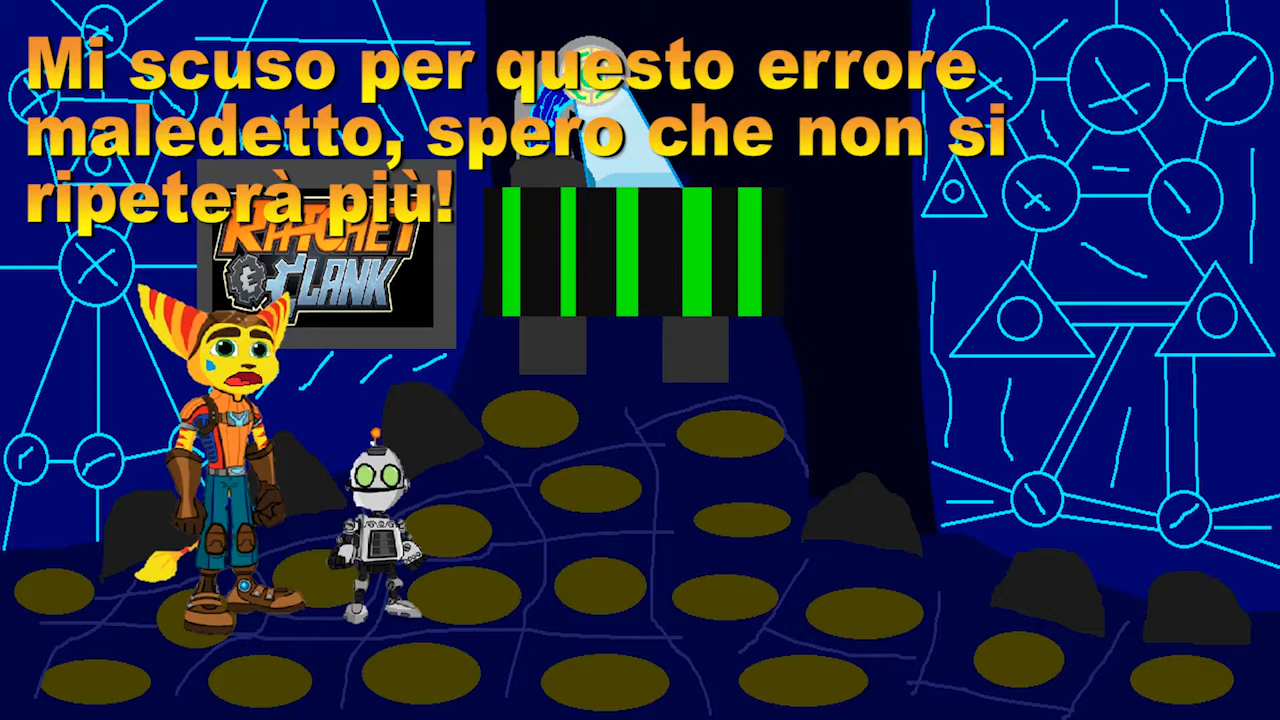 Mi scuso per questo errore
maledetto, spero che non si
ripeterà più!
RATCHET
& CLANK